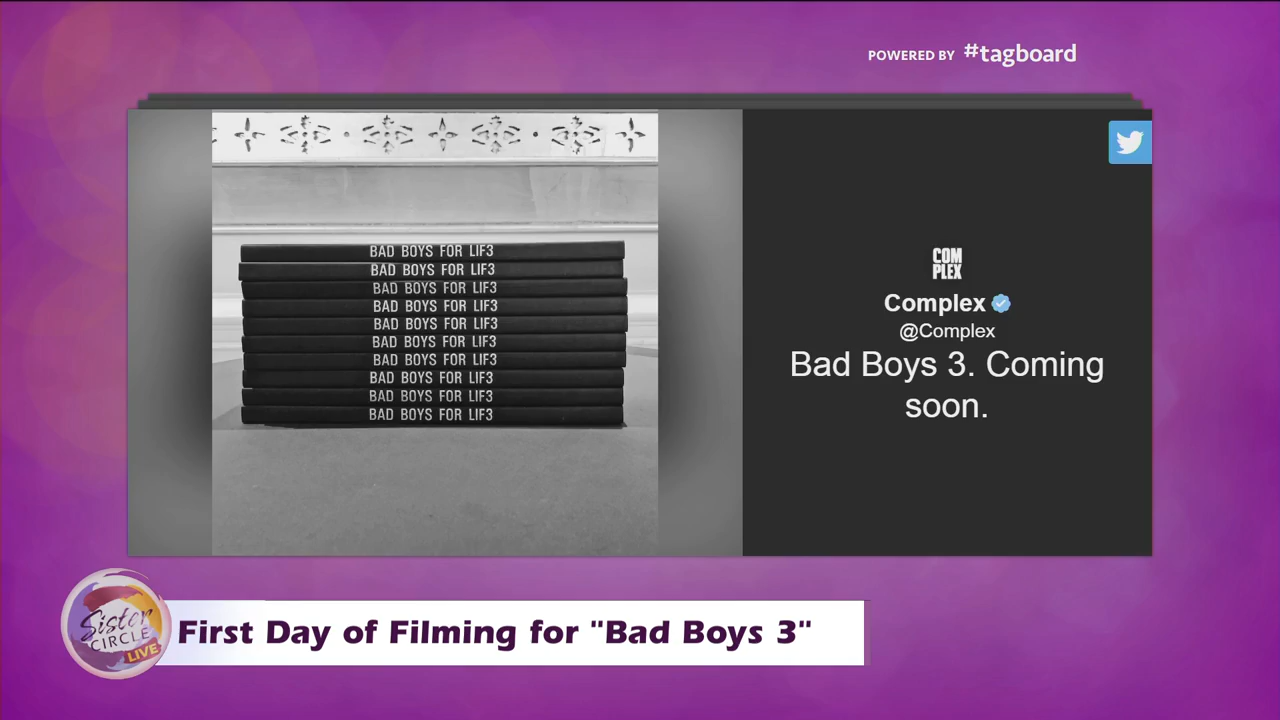 POWERED BY #tagboard
BAD BOYS FOR LIF3
BAD BOYS FOR LIF3
BAD BOYS FOR LIF3
BAD BOYS FOR LIF3
BAD BOYS FOR LIF3
BAD BOYS FOR LIF3
BAD BOYS FOR LIF3
BAD BOYS FOR LIF3
BAD BOYS FOR LIF3
BAD BOYS FOR LIF3
COM
PLEX
Complex
@Complex
Bad Boys 3. Coming
soon.
Sister
CIRCLE
LIVE
First Day of Filming for "Bad Boys 3"